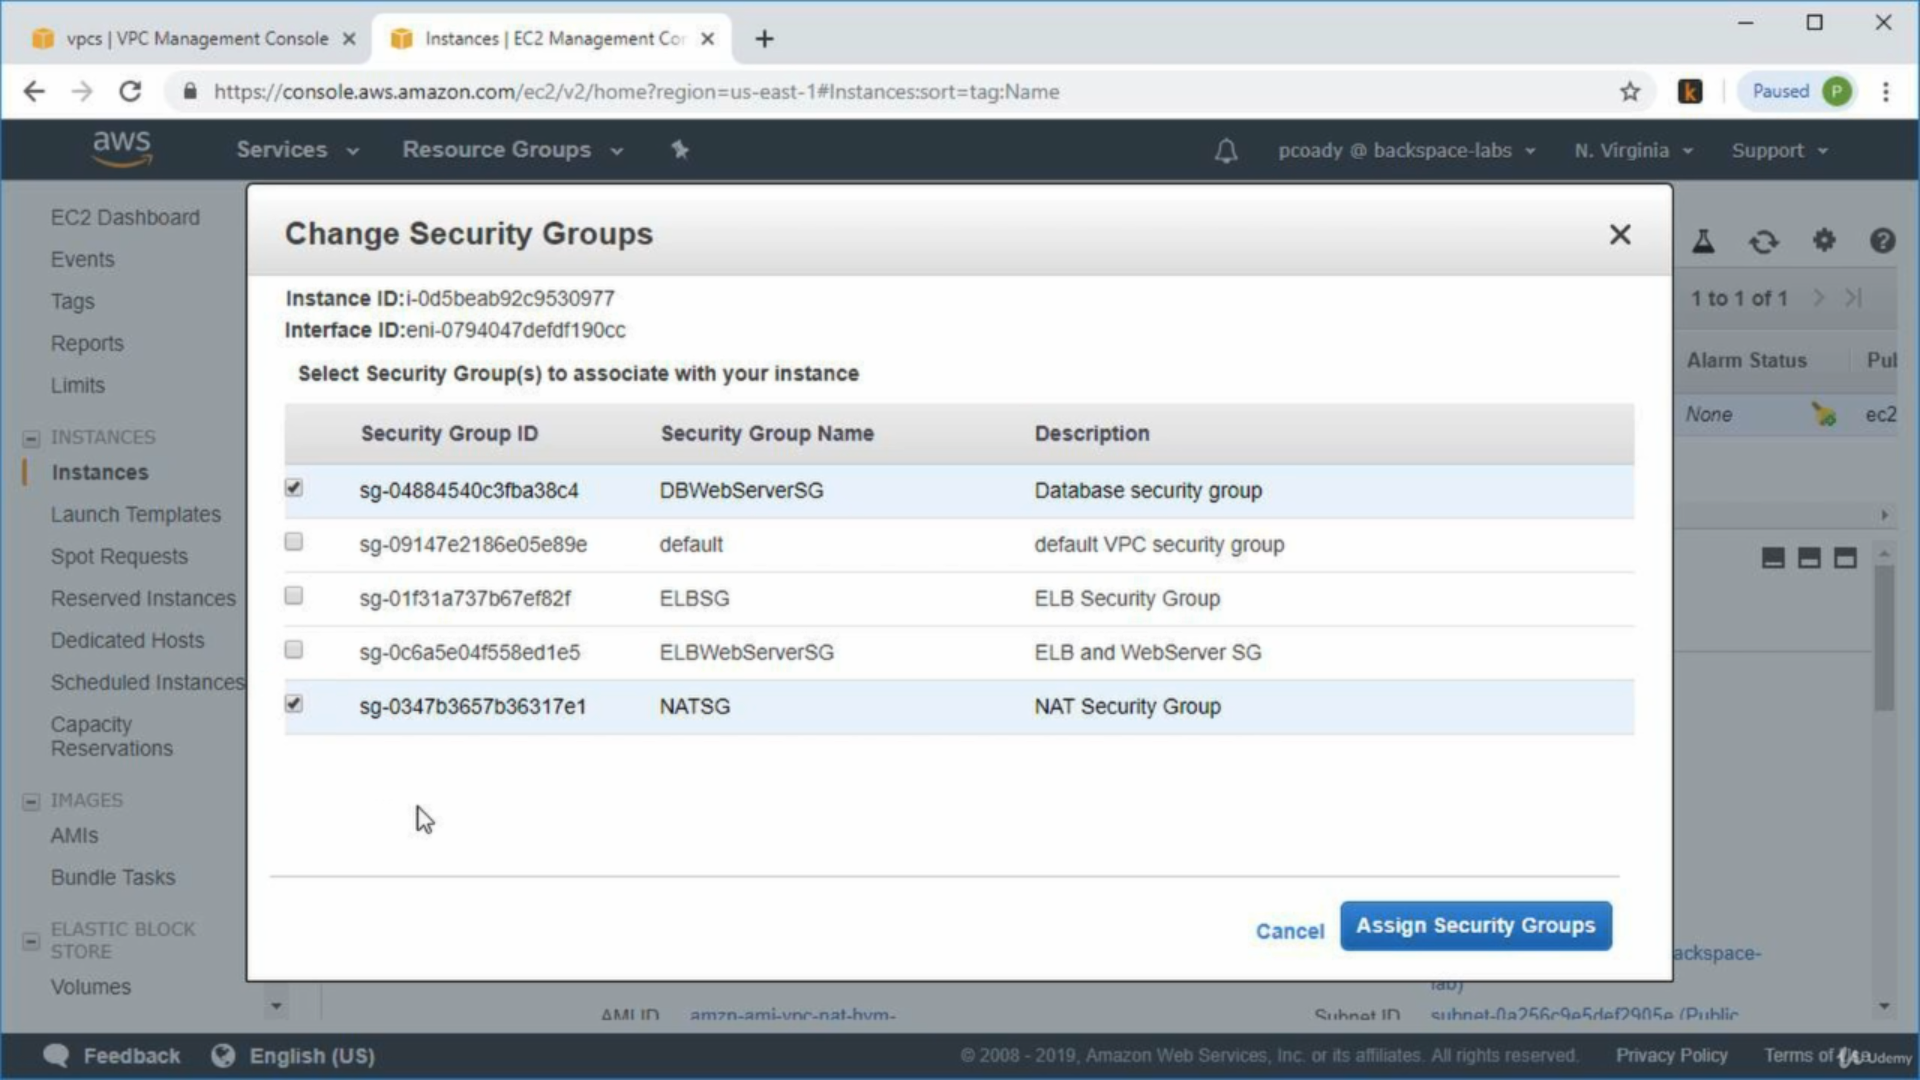 vpcs | VPC Management Console
Instances | EC2 Management Con
https://console.aws.amazon.com/ec2/v2/home?region=us-east-1#Instances:sort=tag:Name
k
Paused
P
aws
Services
Resource Groups
pcoady @ backspace-labs
N. Virginia
Support
EC2 Dashboard
Events
Tags
Reports
Limits
INSTANCES
Instances
Launch Templates
Spot Requests
Reserved Instances
Dedicated Hosts
Scheduled Instances
Capacity
Reservations
IMAGES
AMIs
Bundle Tasks
ELASTIC BLOCK
STORE
Volumes
Change Security Groups
Instance ID:i-0d5beab92c9530977
Interface ID:eni-0794047defdf190cc
Select Security Group(s) to associate with your instance
Security Group ID Security Group Name Description
sg-04884540c3fba38c4 DBWebServerSG Database security group
sg-09147e2186e05e89e default default VPC security group
sg-01f31a737b67ef82f ELBSG ELB Security Group
sg-0c6a5e04f558ed1e5 ELBWebServerSG ELB and WebServer SG
sg-0347b3657b36317e1 NATSG NAT Security Group
Cancel
Assign Security Groups
1 to 1 of 1
Alarm Status
Pul
None
ec2
ackspace-
lab)
AMI ID amzn-ami-vpc-nat-hvm-
Subnet ID subnet-0a256c9e5def2905e (Public
Feedback
English (US)
© 2008 - 2019, Amazon Web Services, Inc. or its affiliates. All rights reserved.
Privacy Policy
Terms of
Udemy